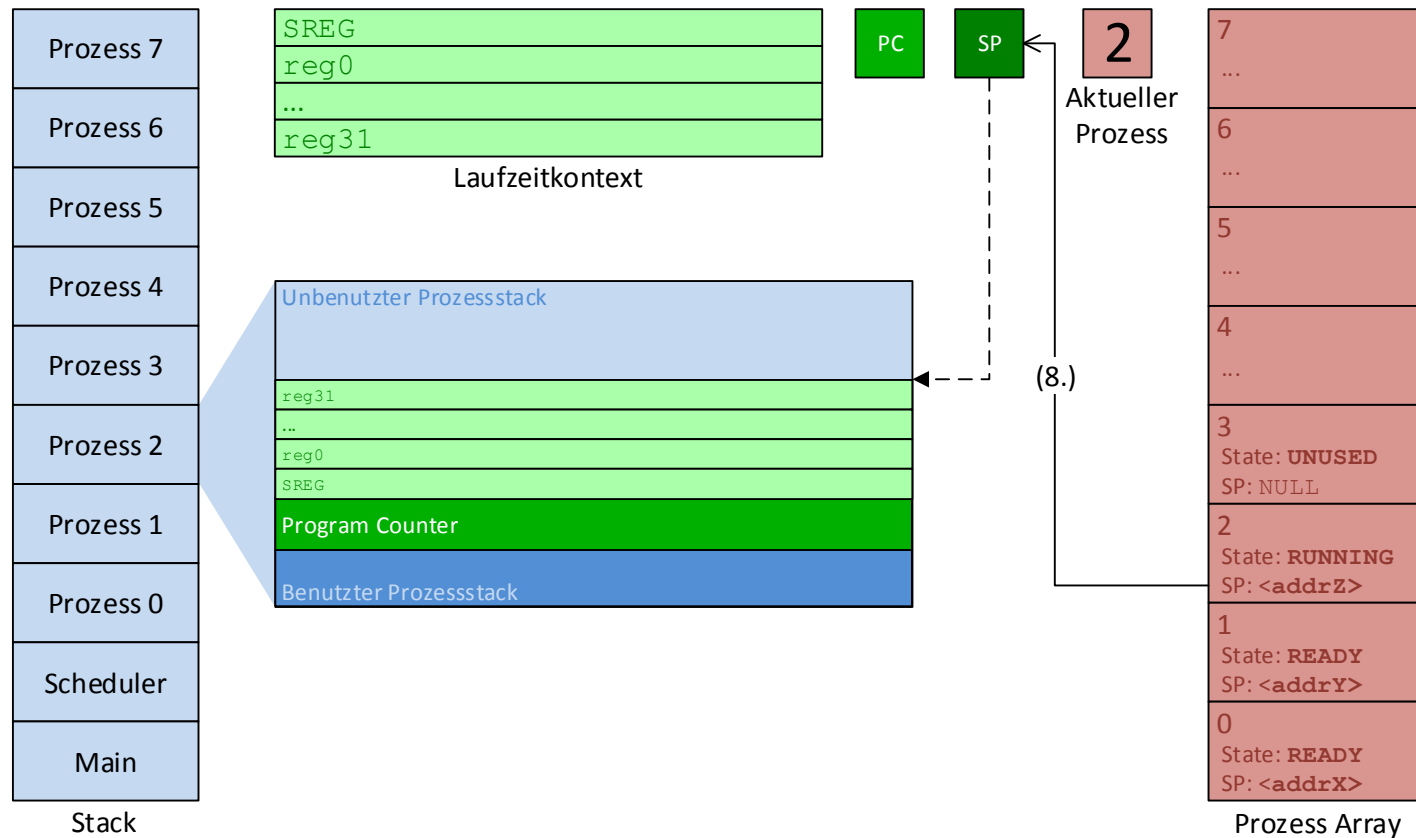 Prozess 7
Prozess 6
Prozess 5
Prozess 4
Prozess 3
Prozess 2
Prozess 1
Prozess 0
Scheduler
Main
Stack
SREG
reg0
...
reg31
Laufzeitkontext
PC
SP
2
Aktueller
Prozess
Unbenutzter Prozessstack
reg31
...
reg0
SREG
Program Counter
Benutzter Prozessstack
(8.)
7
...
6
...
5
...
4
...
3
State: UNUSED
SP: NULL
2
State: RUNNING
SP: <addrZ>
1
State: READY
SP: <addrY>
0
State: READY
SP: <addrX>
Prozess Array